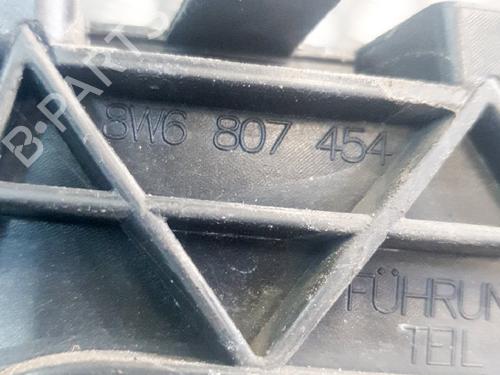 B-PARTS
8W6 807 454
FÜHRUN
TEIL